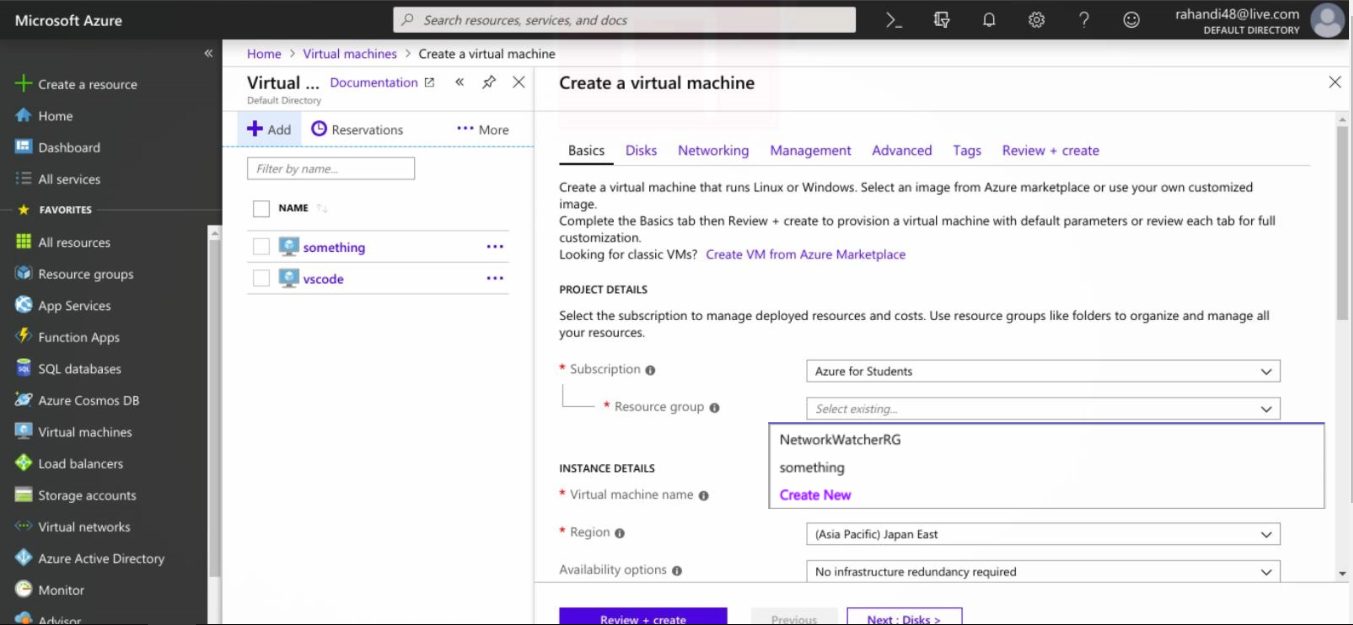 Microsoft Azure
Search resources, services, and docs
rahandi48@live.com
DEFAULT DIRECTORY
Create a resource
Home
Dashboard
All services
FAVORITES
All resources
Resource groups
App Services
Function Apps
SQL databases
Azure Cosmos DB
Virtual machines
Load balancers
Storage accounts
Virtual networks
Azure Active Directory
Monitor
Advisor
Home > Virtual machines > Create a virtual machine
Virtual ... Documentation
Default Directory
Add Reservations ... More
Filter by name...
NAME
something
vscode
Create a virtual machine
Basics Disks Networking Management Advanced Tags Review + create
Create a virtual machine that runs Linux or Windows. Select an image from Azure marketplace or use your own customized
image.
Complete the Basics tab then Review + create to provision a virtual machine with default parameters or review each tab for full
customization.
Looking for classic VMs? Create VM from Azure Marketplace
PROJECT DETAILS
Select the subscription to manage deployed resources and costs. Use resource groups like folders to organize and manage all
your resources.
* Subscription Azure for Students
* Resource group Select existing...
NetworkWatcherRG
something
Create New
INSTANCE DETAILS
* Virtual machine name
* Region (Asia Pacific) Japan East
Availability options No infrastructure redundancy required
Review + create Previous Next : Disks >